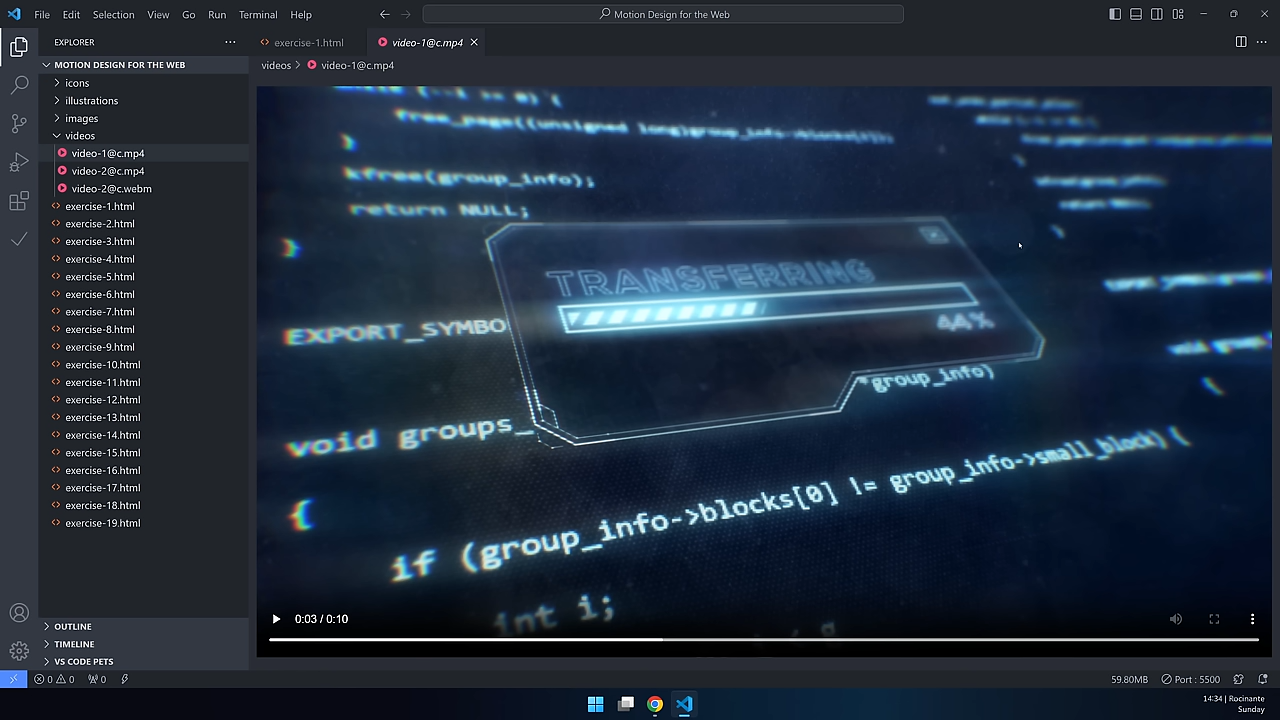 File Edit Selection View Go Run Terminal Help
Motion Design for the Web
EXPLORER
exercise-1.html
video-1@c.mp4
MOTION DESIGN FOR THE WEB
videos > video-1@c.mp4
icons
illustrations
images
videos
video-1@c.mp4
video-2@c.mp4
video-2@c.webm
exercise-1.html
exercise-2.html
exercise-3.html
exercise-4.html
exercise-5.html
exercise-6.html
exercise-7.html
exercise-8.html
exercise-9.html
exercise-10.html
exercise-11.html
exercise-12.html
exercise-13.html
exercise-14.html
exercise-15.html
exercise-16.html
exercise-17.html
exercise-18.html
exercise-19.html
OUTLINE
TIMELINE
VS CODE PETS
free_page((unsigned long)group_info->blocks[i]);
}
kfree(group_info);
return NULL;
}
TRANSFERRING
44%
EXPORT_SYMBO
*group_info)
void groups_
{
if (group_info->blocks[0] != group_info->small_block) {
int i;
0:03 / 0:10
0 0 0
59.80MB Port : 5500
14:34 | Rocinante
Sunday